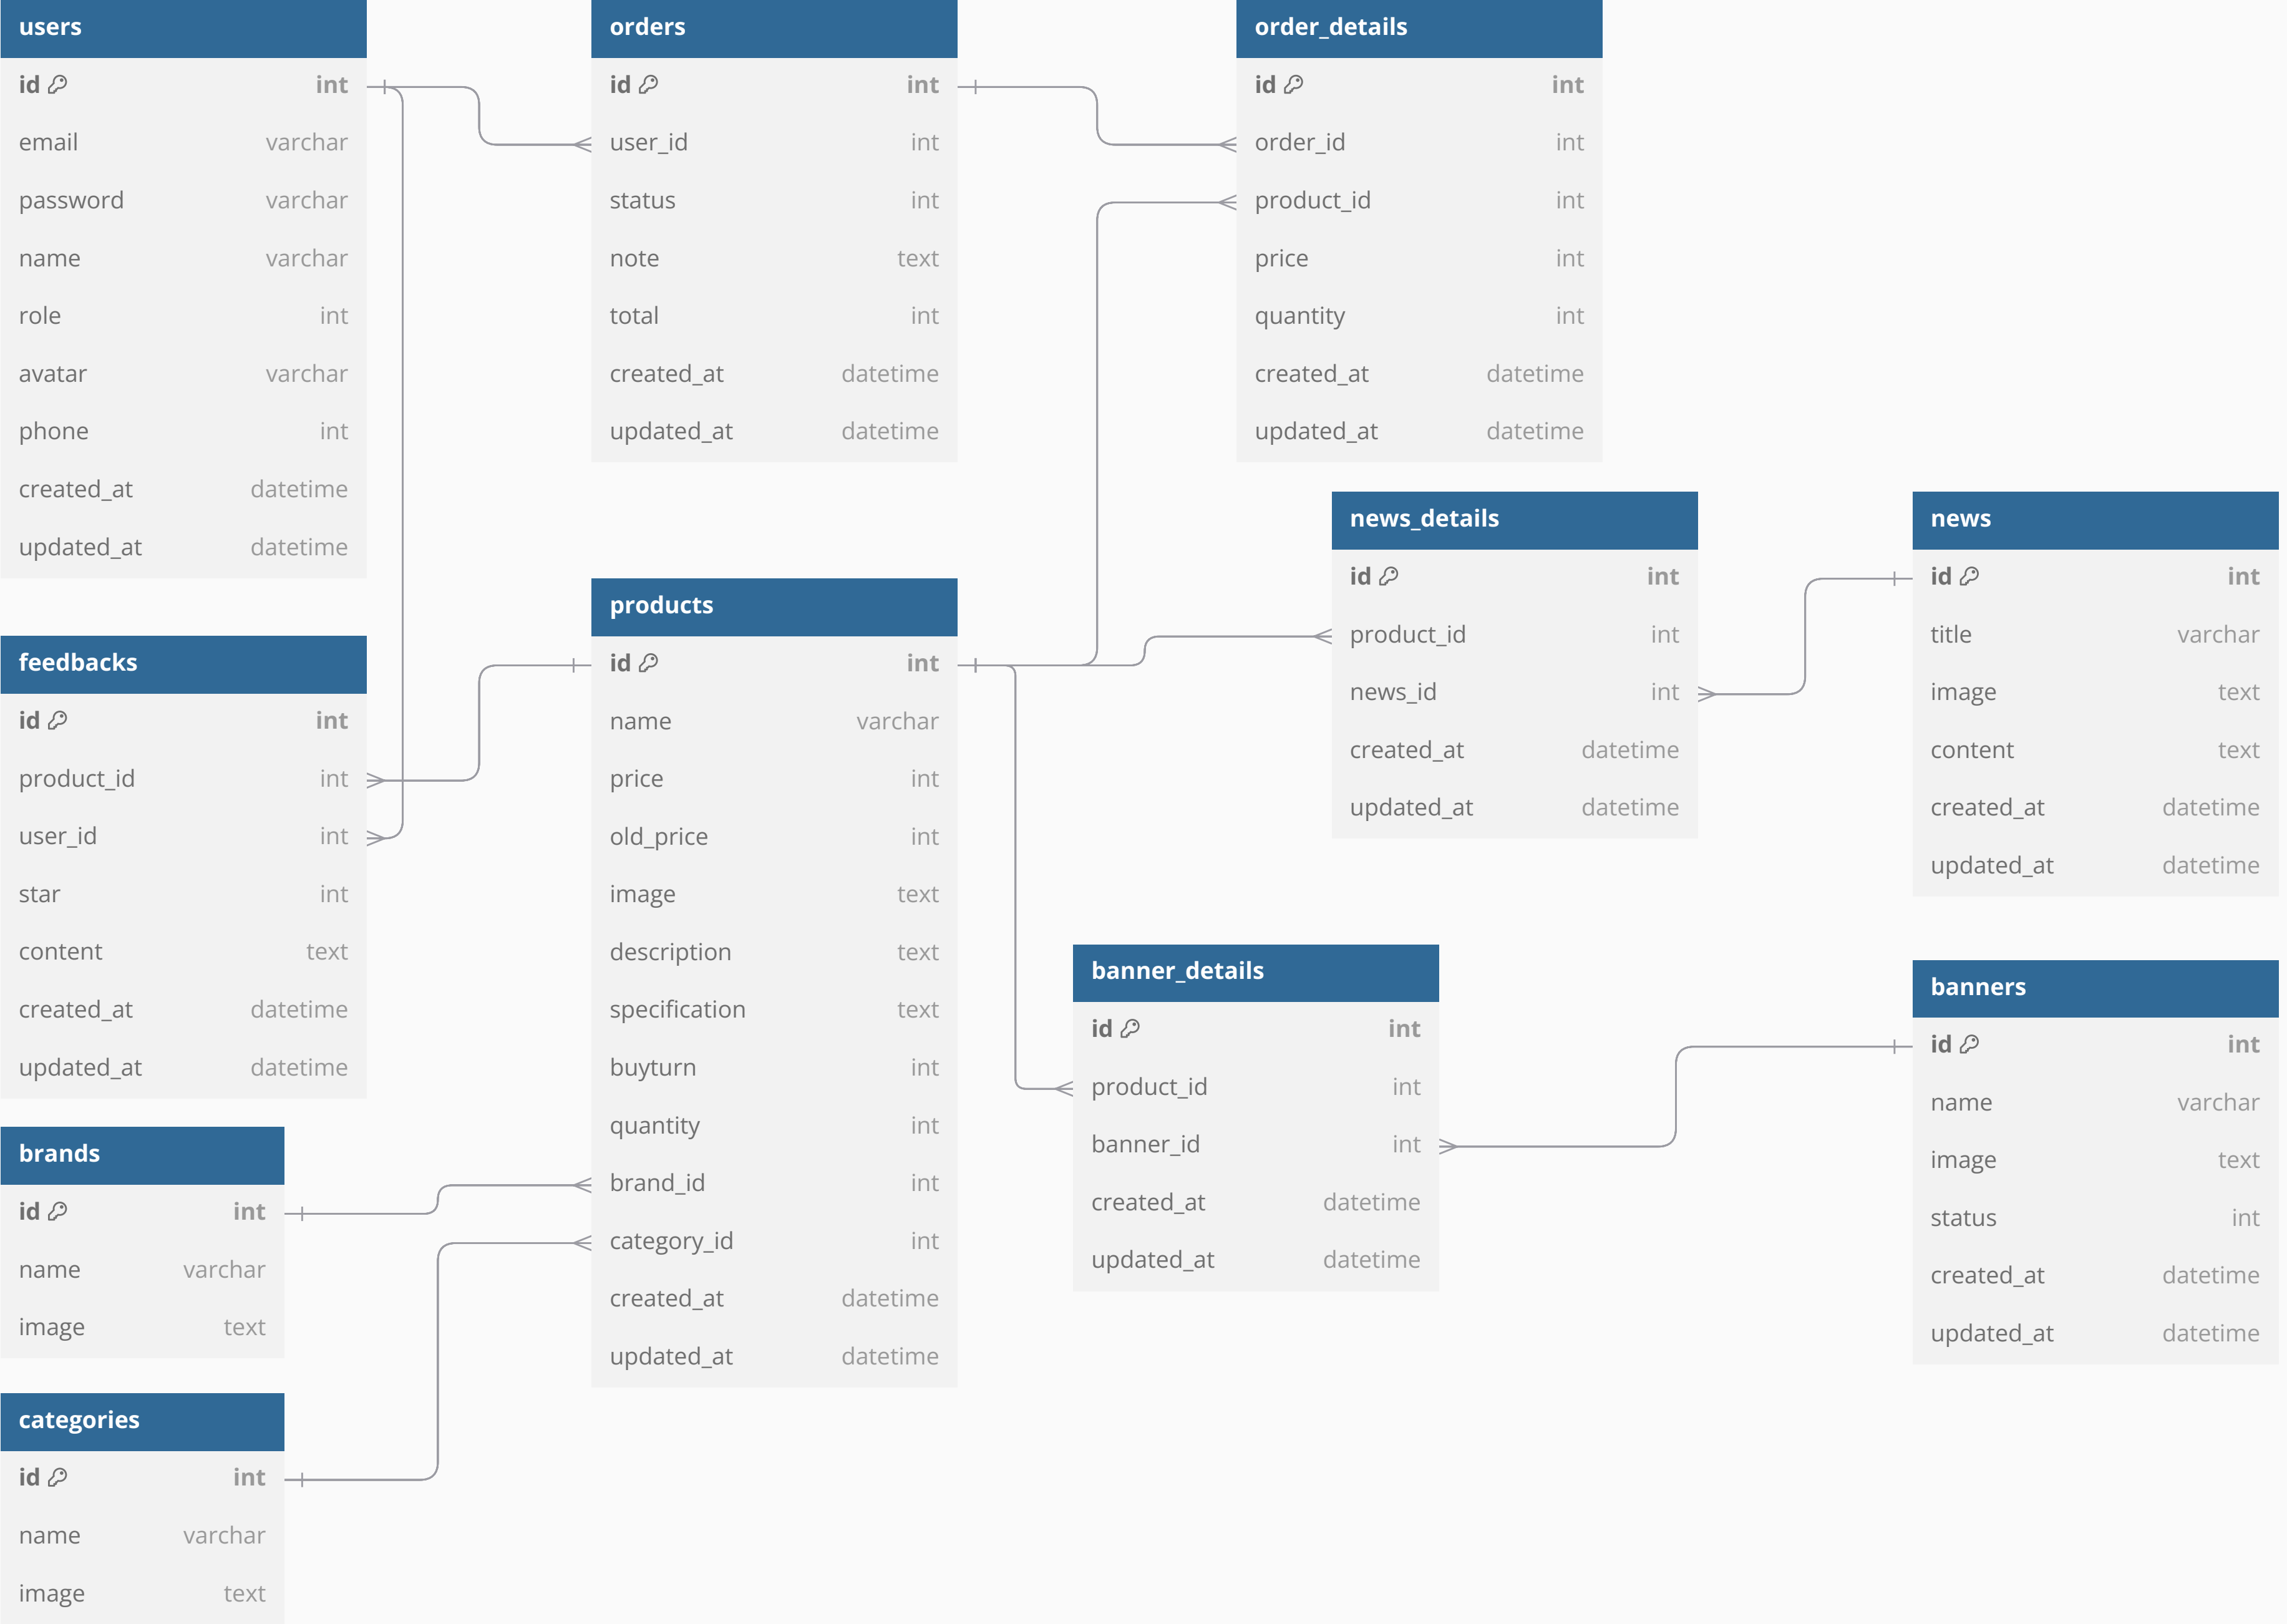 users
id int
email varchar
password varchar
name varchar
role int
avatar varchar
phone int
created_at datetime
updated_at datetime
orders
id int
user_id int
status int
note text
total int
created_at datetime
updated_at datetime
order_details
id int
order_id int
product_id int
price int
quantity int
created_at datetime
updated_at datetime
news_details
id int
product_id int
news_id int
created_at datetime
updated_at datetime
news
id int
title varchar
image text
content text
created_at datetime
updated_at datetime
products
id int
name varchar
price int
old_price int
image text
description text
specification text
buyturn int
quantity int
brand_id int
category_id int
created_at datetime
updated_at datetime
feedbacks
id int
product_id int
user_id int
star int
content text
created_at datetime
updated_at datetime
banner_details
id int
product_id int
banner_id int
created_at datetime
updated_at datetime
banners
id int
name varchar
image text
status int
created_at datetime
updated_at datetime
brands
id int
name varchar
image text
categories
id int
name varchar
image text